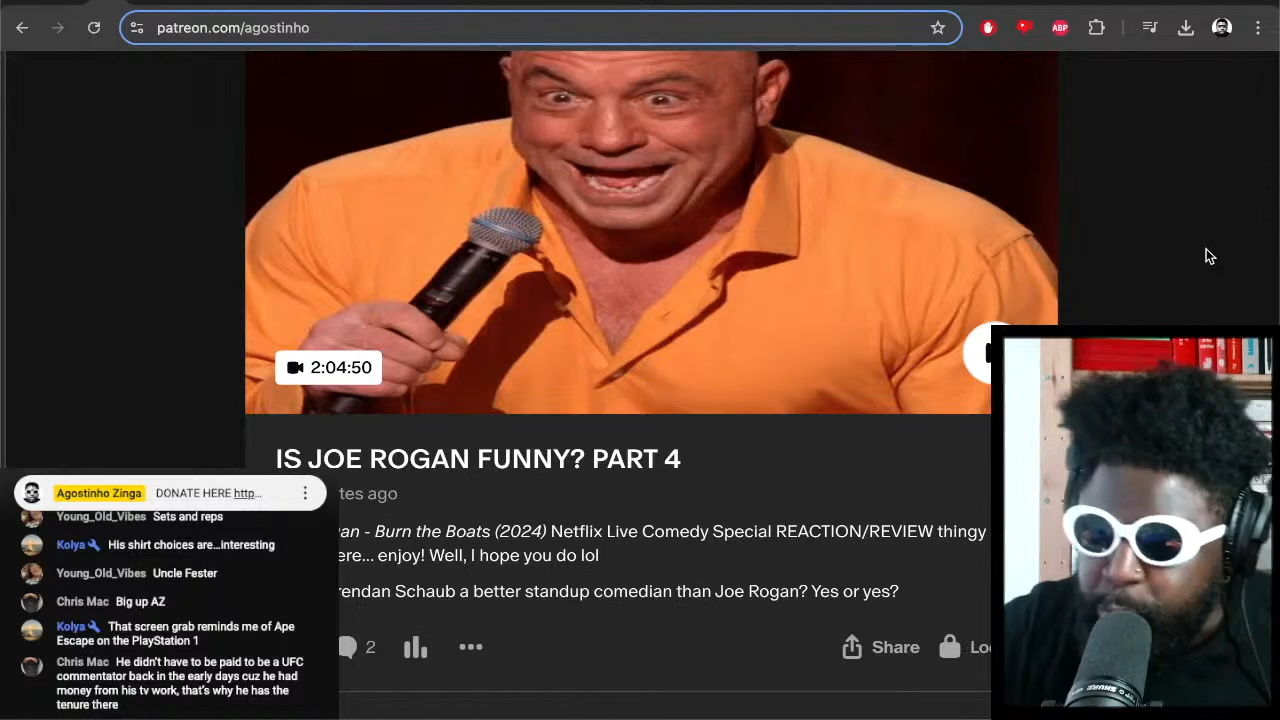 patreon.com/agostinho
ABP
2:04:50
IS JOE ROGAN FUNNY? PART 4
tes ago
an - Burn the Boats (2024) Netflix Live Comedy Special REACTION/REVIEW thingy
ere... enjoy! Well, I hope you do lol
rendan Schaub a better standup comedian than Joe Rogan? Yes or yes?
2
Share
Loc
Agostinho Zinga DONATE HERE http...
Young_Old_Vibes Sets and reps
Kolya His shirt choices are...interesting
Young_Old_Vibes Uncle Fester
Chris Mac Big up AZ
Kolya That screen grab reminds me of Ape
Escape on the PlayStation 1
Chris Mac He didn't have to be paid to be a UFC
commentator back in the early days cuz he had
money from his tv work, that's why he has the
tenure there
SHURE